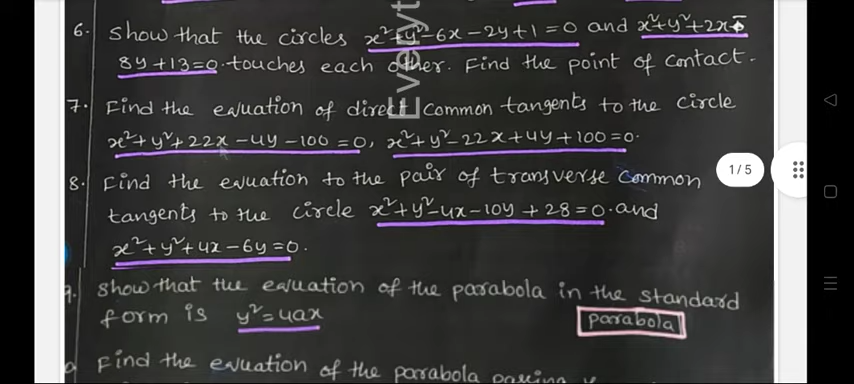 6. Show that the circles x²+y²-6x-2y+1=0 and x²+y²+2x-
8y+13=0. touches each other. Find the point of contact.
7. Find the equation of direct common tangents to the circle
x²+y²+22x-4y-100=0, x²+y²-22x+4y+100=0.
8. Find the equation to the pair of transverse common
tangents to the circle x²+y²-4x-10y+28=0. and
x²+y²+4x-6y=0.
9. Show that the equation of the parabola in the standard
form is y²=4ax
parabola
Find the equation of the parabola passing
Everyt
1/5